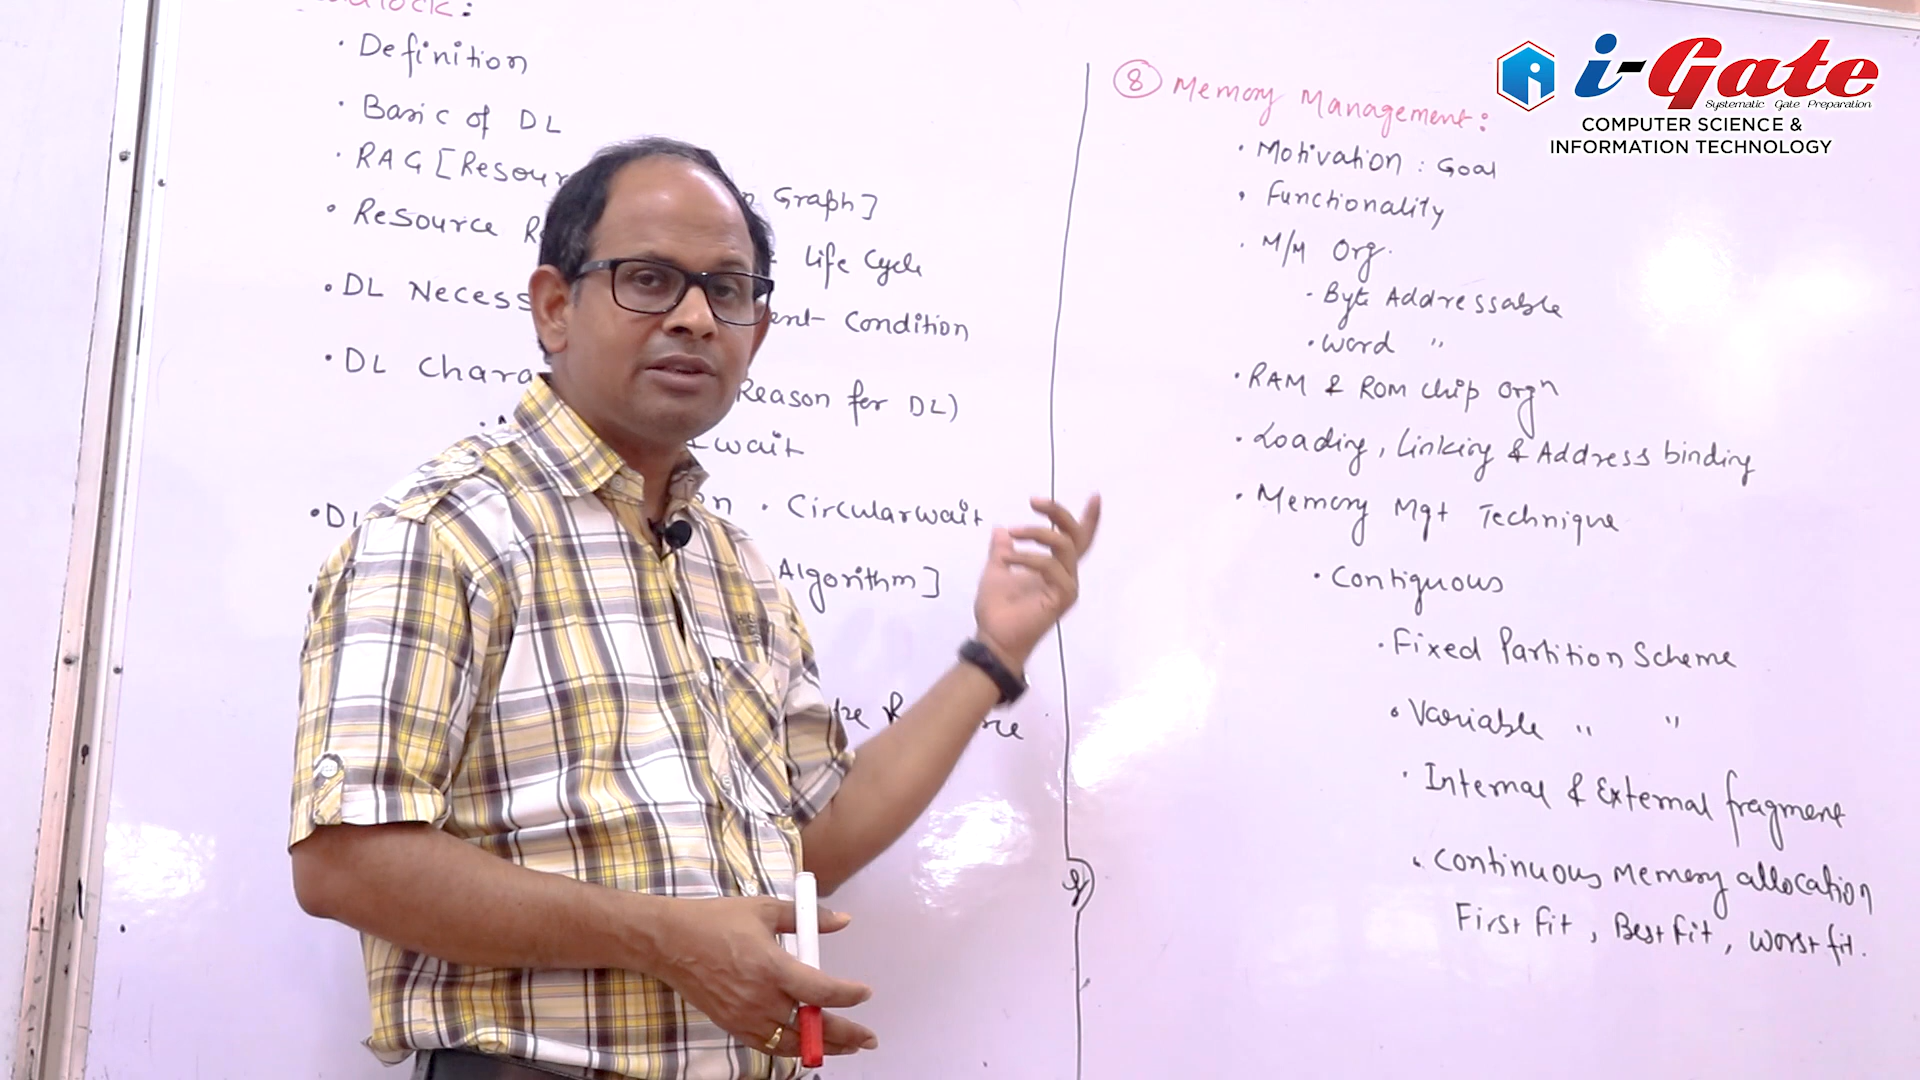 · Definition
· Basic of DL
· RAG [Resour Graph]
· Resource R Life Cycle
· DL Necess ent Condition
· DL Chara Reason for DL)
wait
· DL n · Circularwait
Algorithm]
⑧ Memory Management:
· Motivation : Goal
· Functionality
· M/M Org.
· Byte Addressable
· Word "
· RAM & ROM chip orgn
· Loading, Linking & Address binding
· Memory Mgt Technique
· Contiguous
· Fixed Partition Scheme
· Variable " "
· Internal & External fragment
· Continuous Memory allocation
First fit, Best fit, Worst fit.
i-Gate
Systematic Gate Preparation
COMPUTER SCIENCE &
INFORMATION TECHNOLOGY